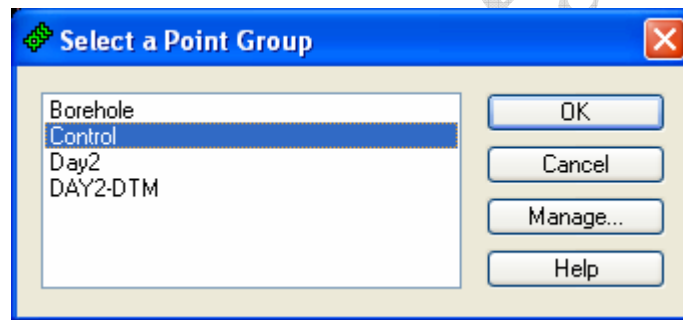 Select a Point Group
Borehole
Control
Day2
DAY2-DTM
OK
Cancel
Manage...
Help